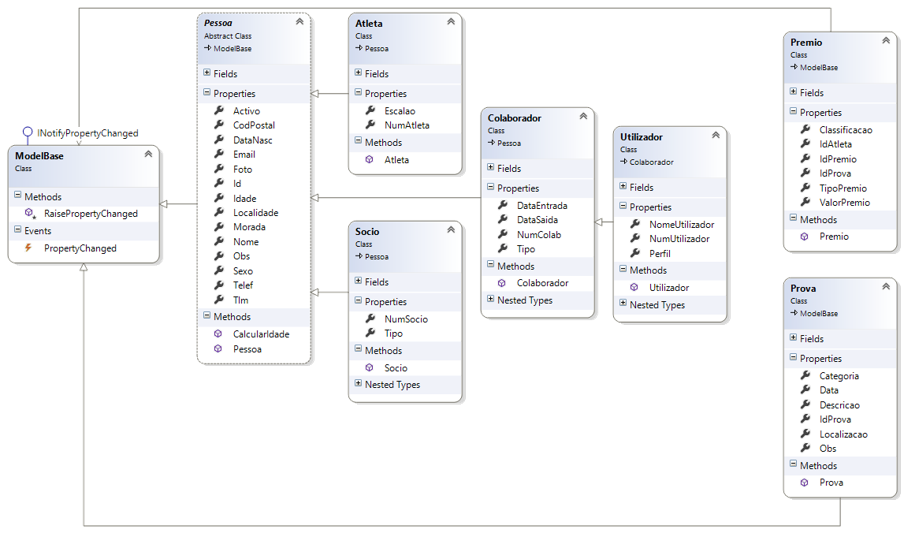 INotifyPropertyChanged
ModelBase
Class
Methods
RaisePropertyChanged
Events
PropertyChanged
Pessoa
Abstract Class
ModelBase
Fields
Properties
Activo
CodPostal
DataNasc
Email
Foto
Id
Idade
Localidade
Morada
Nome
Obs
Sexo
Telef
Tlm
Methods
CalcularIdade
Pessoa
Atleta
Class
Pessoa
Fields
Properties
Escalao
NumAtleta
Methods
Atleta
Socio
Class
Pessoa
Fields
Properties
NumSocio
Tipo
Methods
Socio
Nested Types
Colaborador
Class
Pessoa
Fields
Properties
DataEntrada
DataSaida
NumColab
Tipo
Methods
Colaborador
Nested Types
Utilizador
Class
Colaborador
Fields
Properties
NomeUtilizador
NumUtilizador
Perfil
Methods
Utilizador
Nested Types
Premio
Class
ModelBase
Fields
Properties
Classificacao
IdAtleta
IdPremio
IdProva
TipoPremio
ValorPremio
Methods
Premio
Prova
Class
ModelBase
Fields
Properties
Categoria
Data
Descricao
IdProva
Localizacao
Obs
Methods
Prova